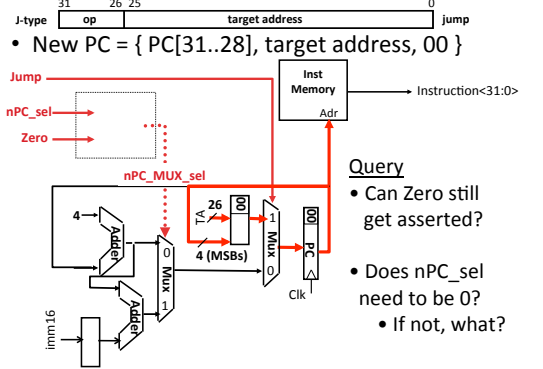 31 26 25 0
J-type op target address jump
• New PC = { PC[31..28], target address, 00 }
Jump
Inst
Memory
Adr
Instruction<31:0>
nPC_sel
Zero
nPC_MUX_sel
Query
• Can Zero still
get asserted?
• Does nPC_sel
need to be 0?
• If not, what?
4
Adder
TA
26
4 (MSBs)
00
1
Mux
0
00
PC
Clk
0
Mux
1
Adder
imm16